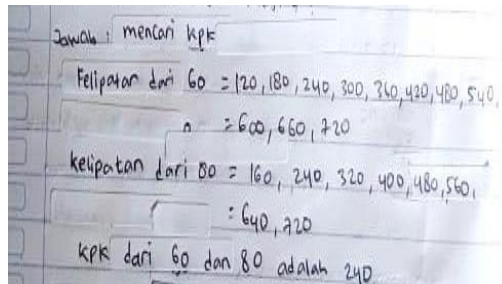 Jawab : mencari kpk
Kelipatan dari 60 = 120, 180, 240, 300, 360, 420, 480, 540,
= 600, 660, 720
kelipatan dari 80 = 160, 240, 320, 400, 480, 560,
: 640, 720
KPK dari 60 dan 80 adalah 240